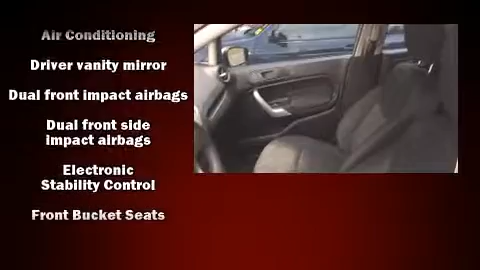 Air Conditioning
Driver vanity mirror
Dual front impact airbags
Dual front side
impact airbags
Electronic
Stability Control
Front Bucket Seats